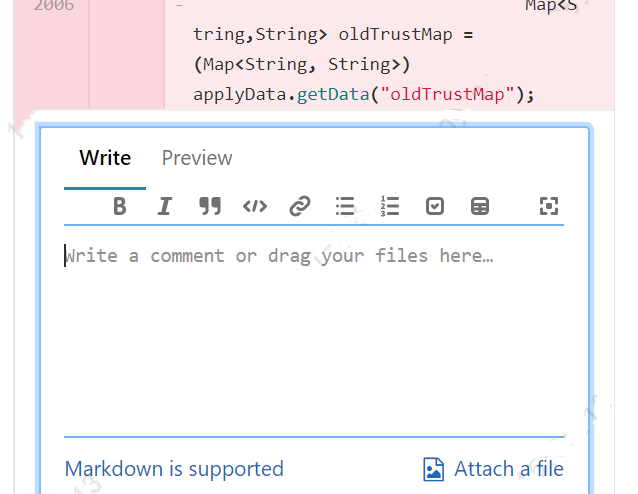 2006 - Map<S
tring,String> oldTrustMap =
(Map<String, String>)
applyData.getData("oldTrustMap");
Write Preview
Write a comment or drag your files here…
Markdown is supported Attach a file